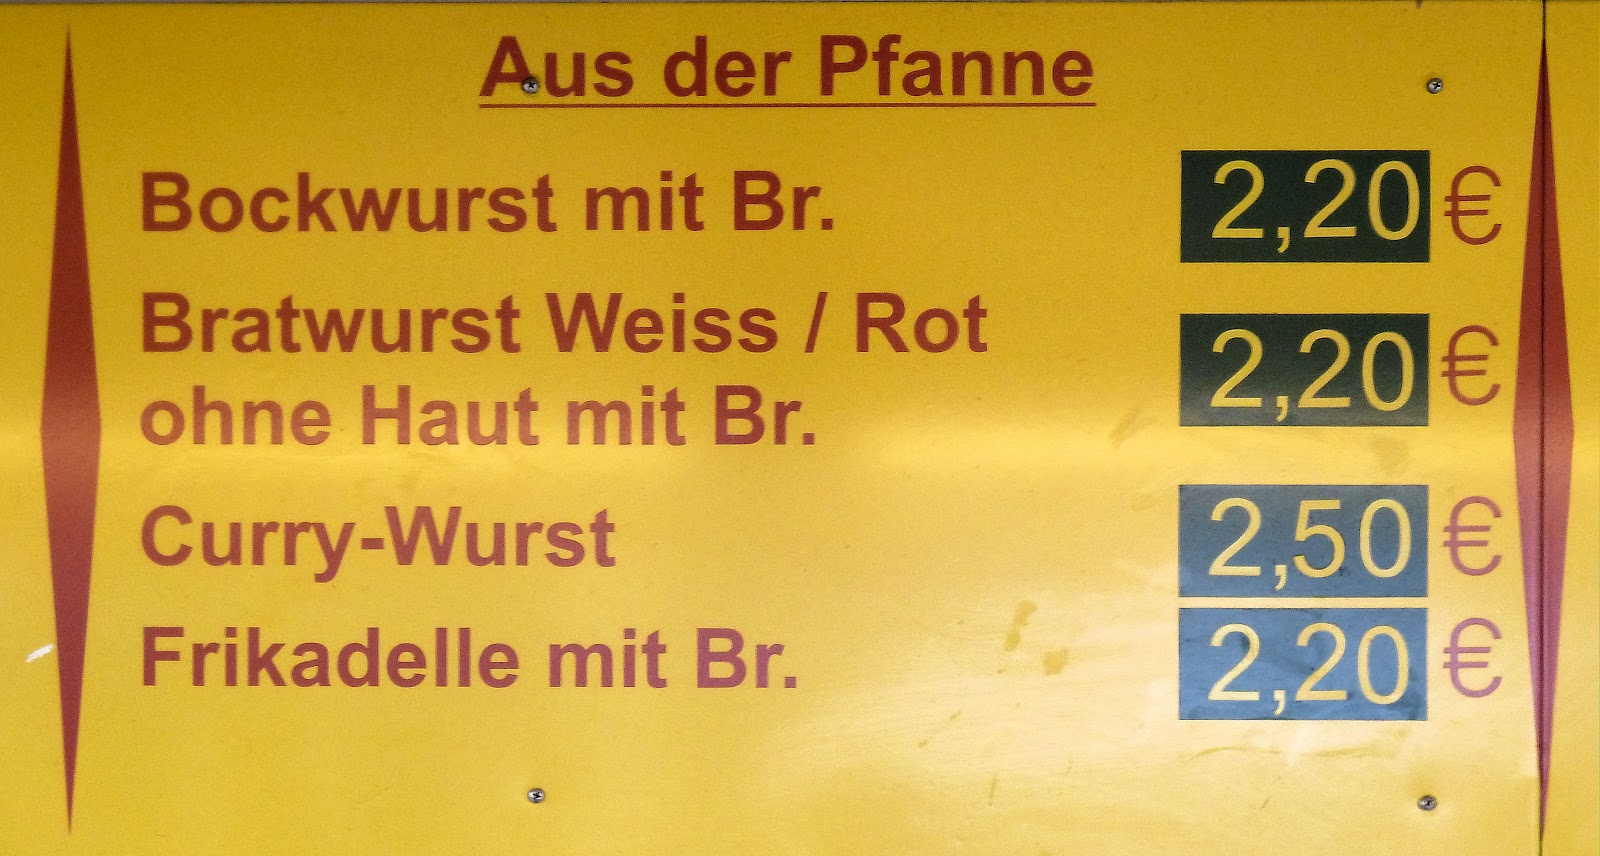 Aus der Pfanne
Bockwurst mit Br. 2,20 €
Bratwurst Weiss / Rot
ohne Haut mit Br. 2,20 €
Curry-Wurst 2,50 €
Frikadelle mit Br. 2,20 €